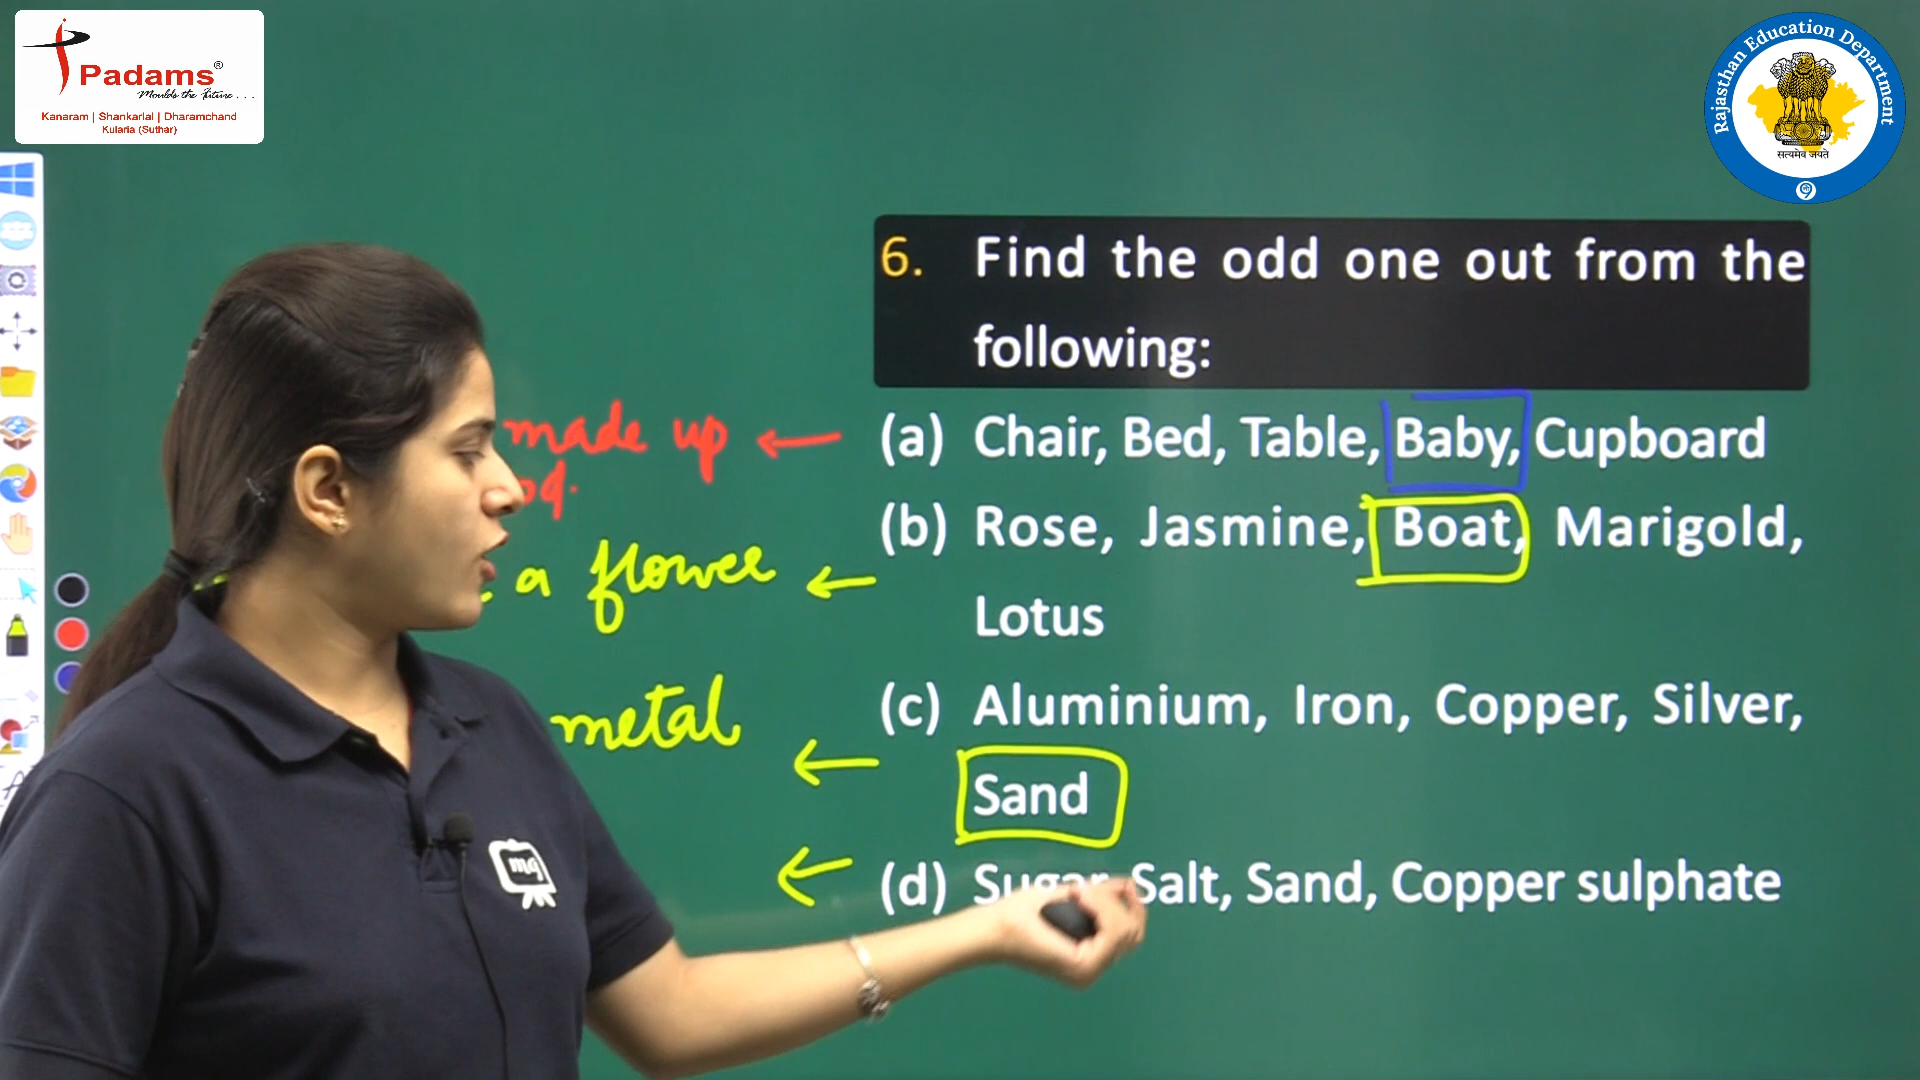 Padams®
Moulds the Future . . .
Kanaram | Shankarlal | Dharamchand
Kularia (Suthar)
Rajasthan Education Department
सत्यमेव जयते
6. Find the odd one out from the
following:
made up ← (a) Chair, Bed, Table, Baby, Cupboard
a flower ← (b) Rose, Jasmine, Boat, Marigold,
Lotus
metal ← (c) Aluminium, Iron, Copper, Silver,
Sand
← (d) Sugar, Salt, Sand, Copper sulphate
mq